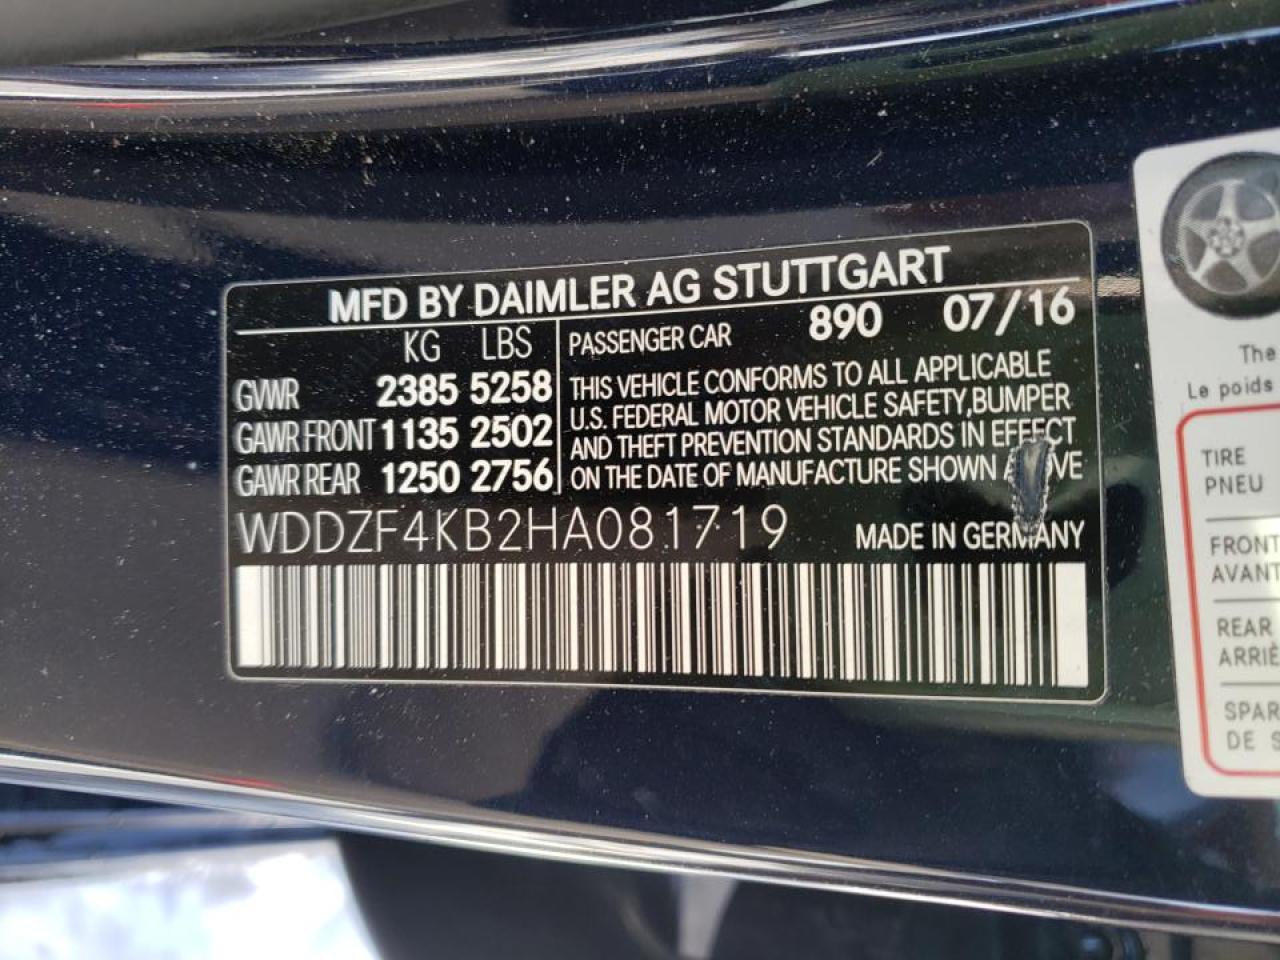 MFD BY DAIMLER AG STUTTGART
KG LBS
PASSENGER CAR 890 07/16
GVWR 2385 5258
GAWR FRONT 1135 2502
GAWR REAR 1250 2756
THIS VEHICLE CONFORMS TO ALL APPLICABLE
U.S. FEDERAL MOTOR VEHICLE SAFETY, BUMPER
AND THEFT PREVENTION STANDARDS IN EFFECT
ON THE DATE OF MANUFACTURE SHOWN
WDDZF4KB2HA081719
MADE IN GERMANY
The
Le poids
TIRE
PNEU
FRONT
AVANT
REAR
DE